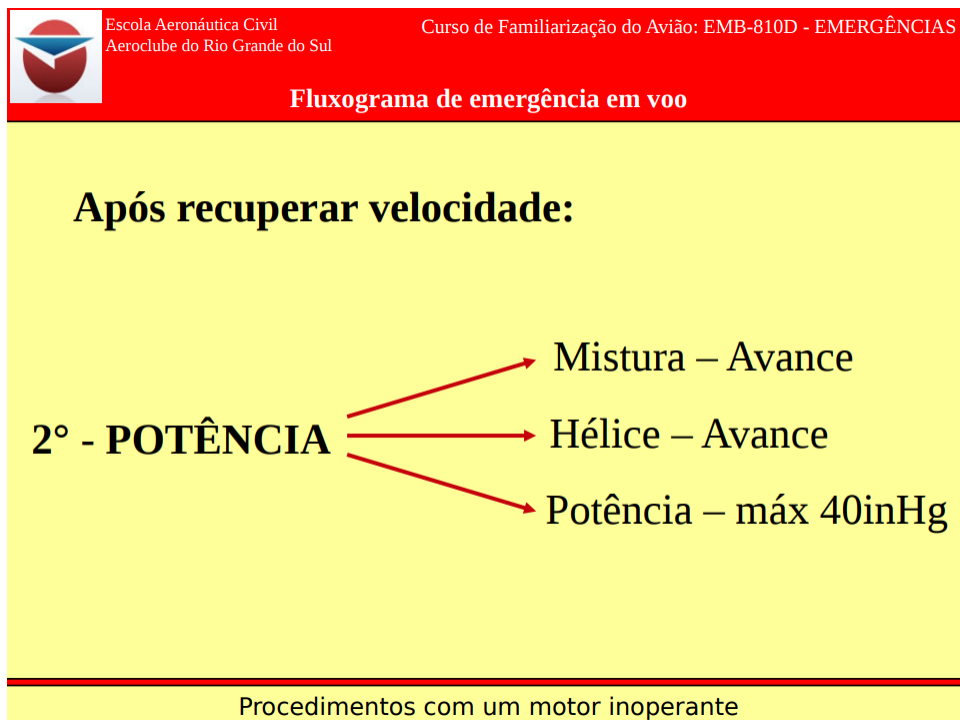 Escola Aeronáutica Civil
Aeroclube do Rio Grande do Sul
Curso de Familiarização do Avião: EMB-810D - EMERGÊNCIAS
Fluxograma de emergência em voo
Após recuperar velocidade:
2° - POTÊNCIA
Mistura – Avance
Hélice – Avance
Potência – máx 40inHg
Procedimentos com um motor inoperante